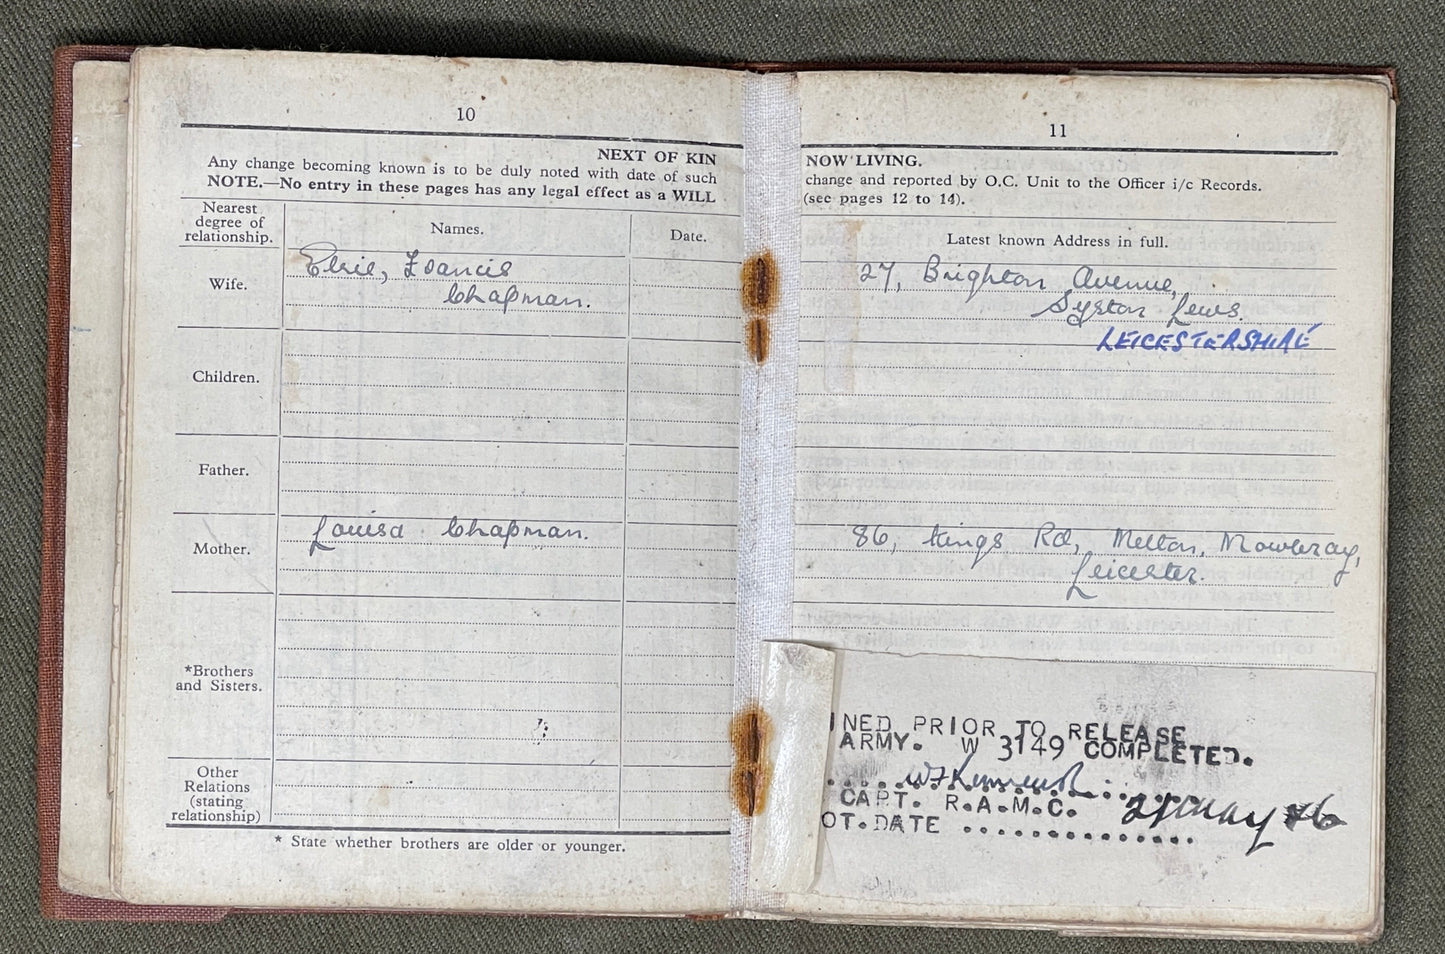 10
NEXT OF KIN
Any change becoming known is to be duly noted with date of such
NOTE.—No entry in these pages has any legal effect as a WILL
Nearest degree of relationship.
Names.
Date.
Wife.
Elsie, Francis
Chapman.
Children.
Father.
Mother.
Louisa Chapman.
*Brothers
and Sisters.
Other
Relations
(stating
relationship)
* State whether brothers are older or younger.
11
NOW LIVING.
change and reported by O.C. Unit to the Officer i/c Records.
(see pages 12 to 14).
Latest known Address in full.
27, Brighton Avenue,
Syston
LEICESTERSHIRE
86, Kings Rd, Melton, Mowbray,
Leicester.
INED PRIOR TO RELEASE
ARMY. W 3149 COMPLETED.
CAPT. R.A.M.C.
OT.DATE ...............
May 46